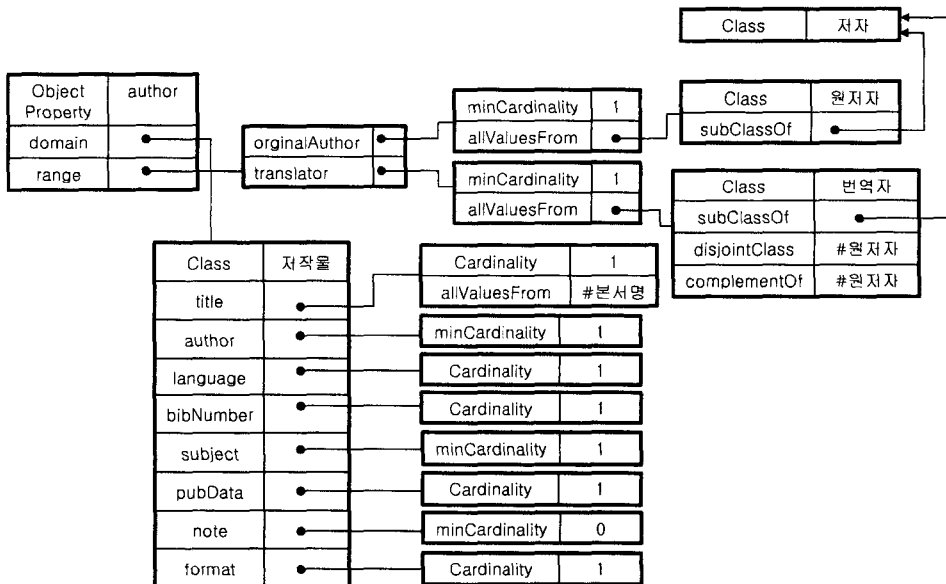 Class 저자
Object Property author
domain
range
orginalAuthor
translator
minCardinality 1
allValuesFrom
minCardinality 1
allValuesFrom
Class 원저자
subClassOf
Class 번역자
subClassOf
disjointClass #원저자
complementOf #원저자
Class 저작물
title
author
language
bibNumber
subject
pubData
note
format
Cardinality 1
allValuesFrom #본서명
minCardinality 1
Cardinality 1
Cardinality 1
minCardinality 1
Cardinality 1
minCardinality 0
Cardinality 1